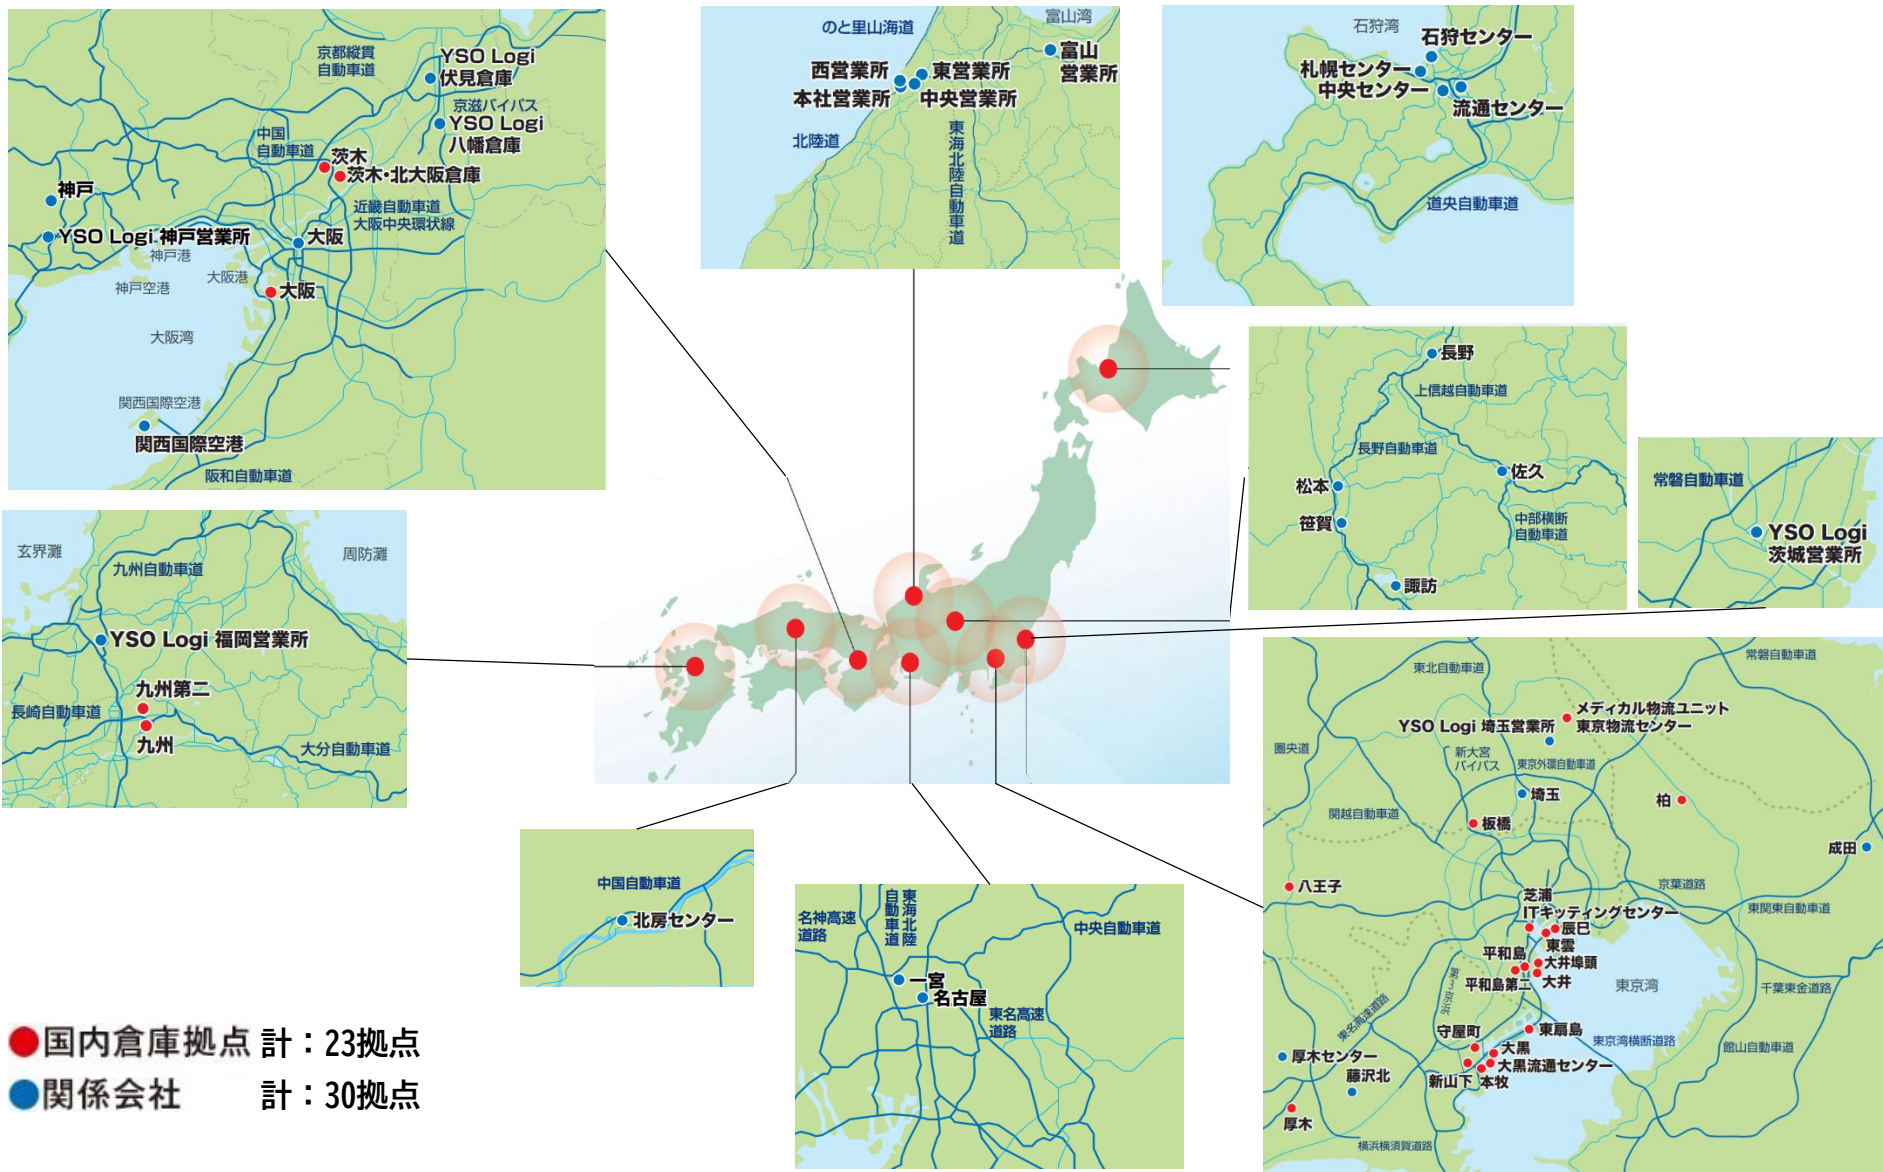 京都縦貫
自動車道
YSO Logi
伏見倉庫
京滋バイパス
YSO Logi
八幡倉庫
中国
自動車道
茨木
茨木・北大阪倉庫
神戸
近畿自動車道
大阪中央環状線
YSO Logi 神戸営業所
大阪
神戸港
大阪港
神戸空港
大阪
大阪湾
関西国際空港
関西国際空港
阪和自動車道
のと里山海道
富山湾
富山
営業所
西営業所
東営業所
本社営業所
中央営業所
北陸道
東海北陸自動車道
石狩湾
石狩センター
札幌センター
中央センター
流通センター
道央自動車道
長野
上信越自動車道
長野自動車道
佐久
松本
笹賀
中部横断
自動車道
諏訪
常磐自動車道
YSO Logi
茨城営業所
玄界灘
周防灘
九州自動車道
YSO Logi 福岡営業所
九州第二
長崎自動車道
九州
大分自動車道
中国自動車道
北房センター
名神高速
道路
東海北陸
自動車道
中央自動車道
一宮
名古屋
東名高速
道路
常磐自動車道
東北自動車道
メディカル物流ユニット
東京物流センター
YSO Logi 埼玉営業所
圏央道
新大宮
バイパス
東京外環自動車道
埼玉
柏
関越自動車道
板橋
成田
八王子
京葉道路
芝浦
ITキッティングセンター
東関東自動車道
辰巳
東雲
平和島
大井埠頭
平和島第二
大井
第3京浜
東京湾
千葉東金道路
東名高速道路
守屋町
東扇島
東京湾横断道路
館山自動車道
大黒
厚木センター
大黒流通センター
藤沢北
新山下
本牧
厚木
横浜横須賀道路
国内倉庫拠点 計：23拠点
関係会社 計：30拠点